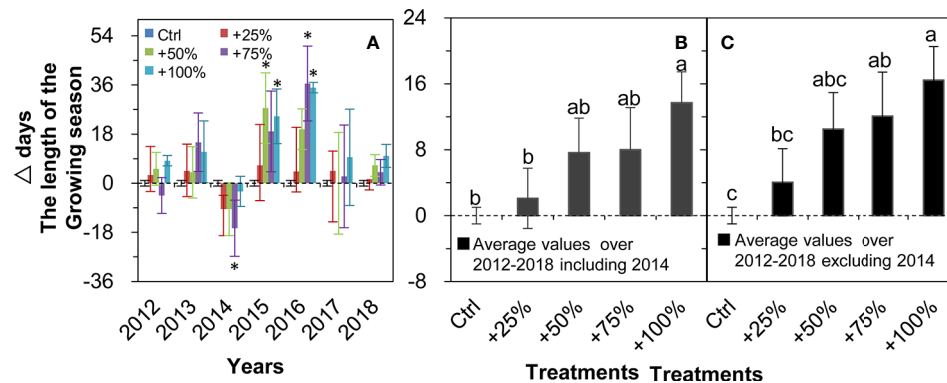 A
Ctrl
+25%
+50%
+75%
+100%
54
36
18
0
-18
-36
* * * * *
*
△ days
The length of the
Growing season
2012
2013
2014
2015
2016
2017
2018
Years
B
24
16
8
0
-8
b
b
ab
ab
a
Average values over
2012-2018 including 2014
Ctrl
+25%
+50%
+75%
+100%
Treatments
C
c
bc
abc
ab
a
Average values over
2012-2018 excluding 2014
Ctrl
+25%
+50%
+75%
+100%
Treatments